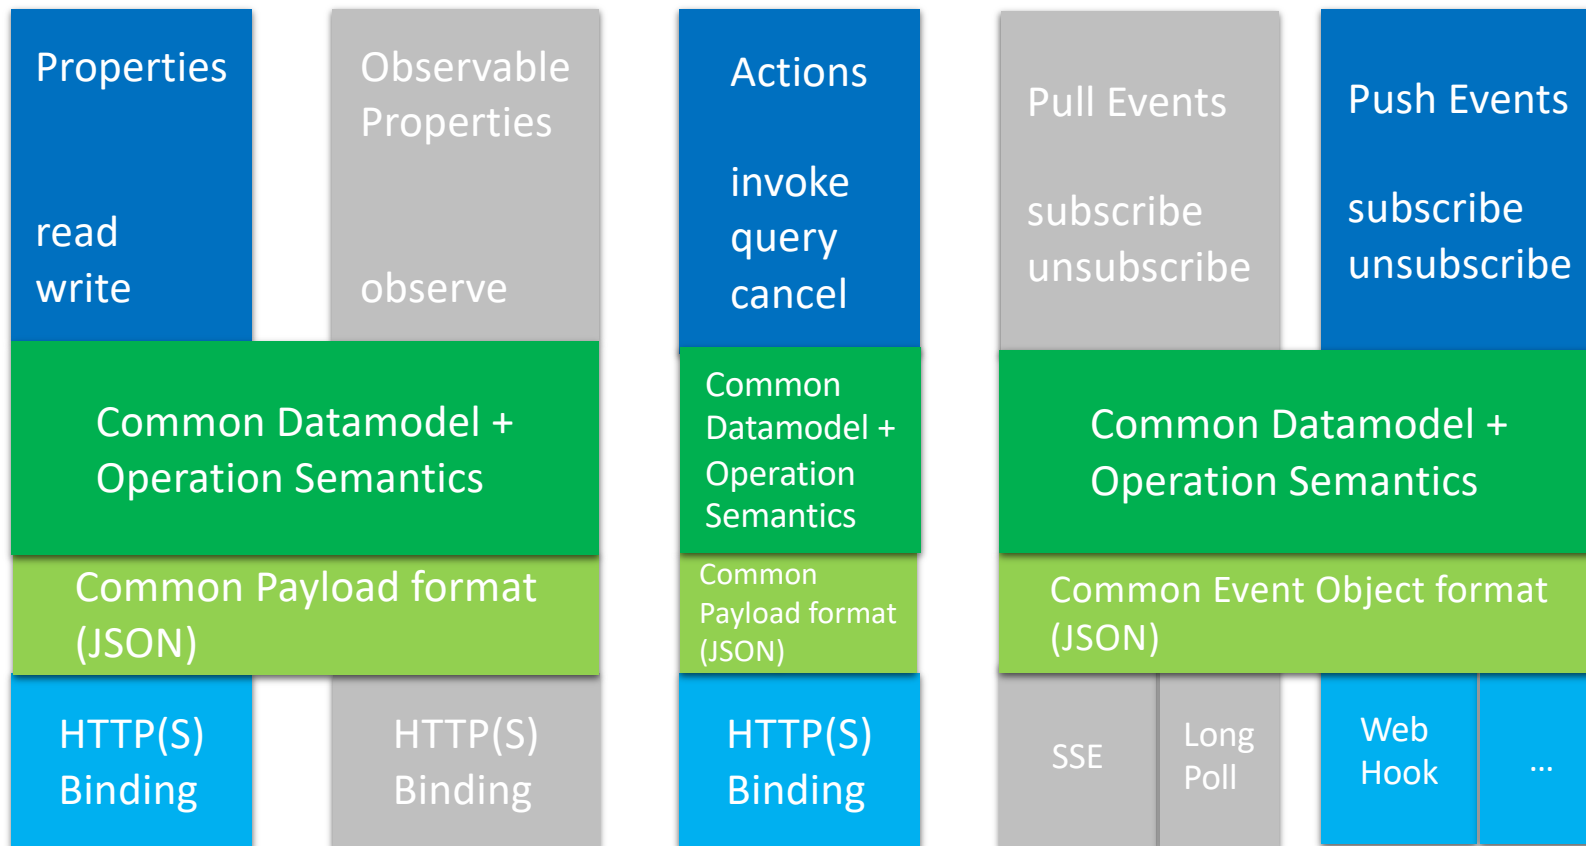 Properties
read
write
Observable
Properties
observe
Actions
invoke
query
cancel
Pull Events
subscribe
unsubscribe
Push Events
subscribe
unsubscribe
Common Datamodel +
Operation Semantics
Common
Datamodel +
Operation
Semantics
Common Datamodel +
Operation Semantics
Common Payload format
(JSON)
Common
Payload format
(JSON)
Common Event Object format
(JSON)
HTTP(S)
Binding
HTTP(S)
Binding
HTTP(S)
Binding
SSE
Long
Poll
Web
Hook
...